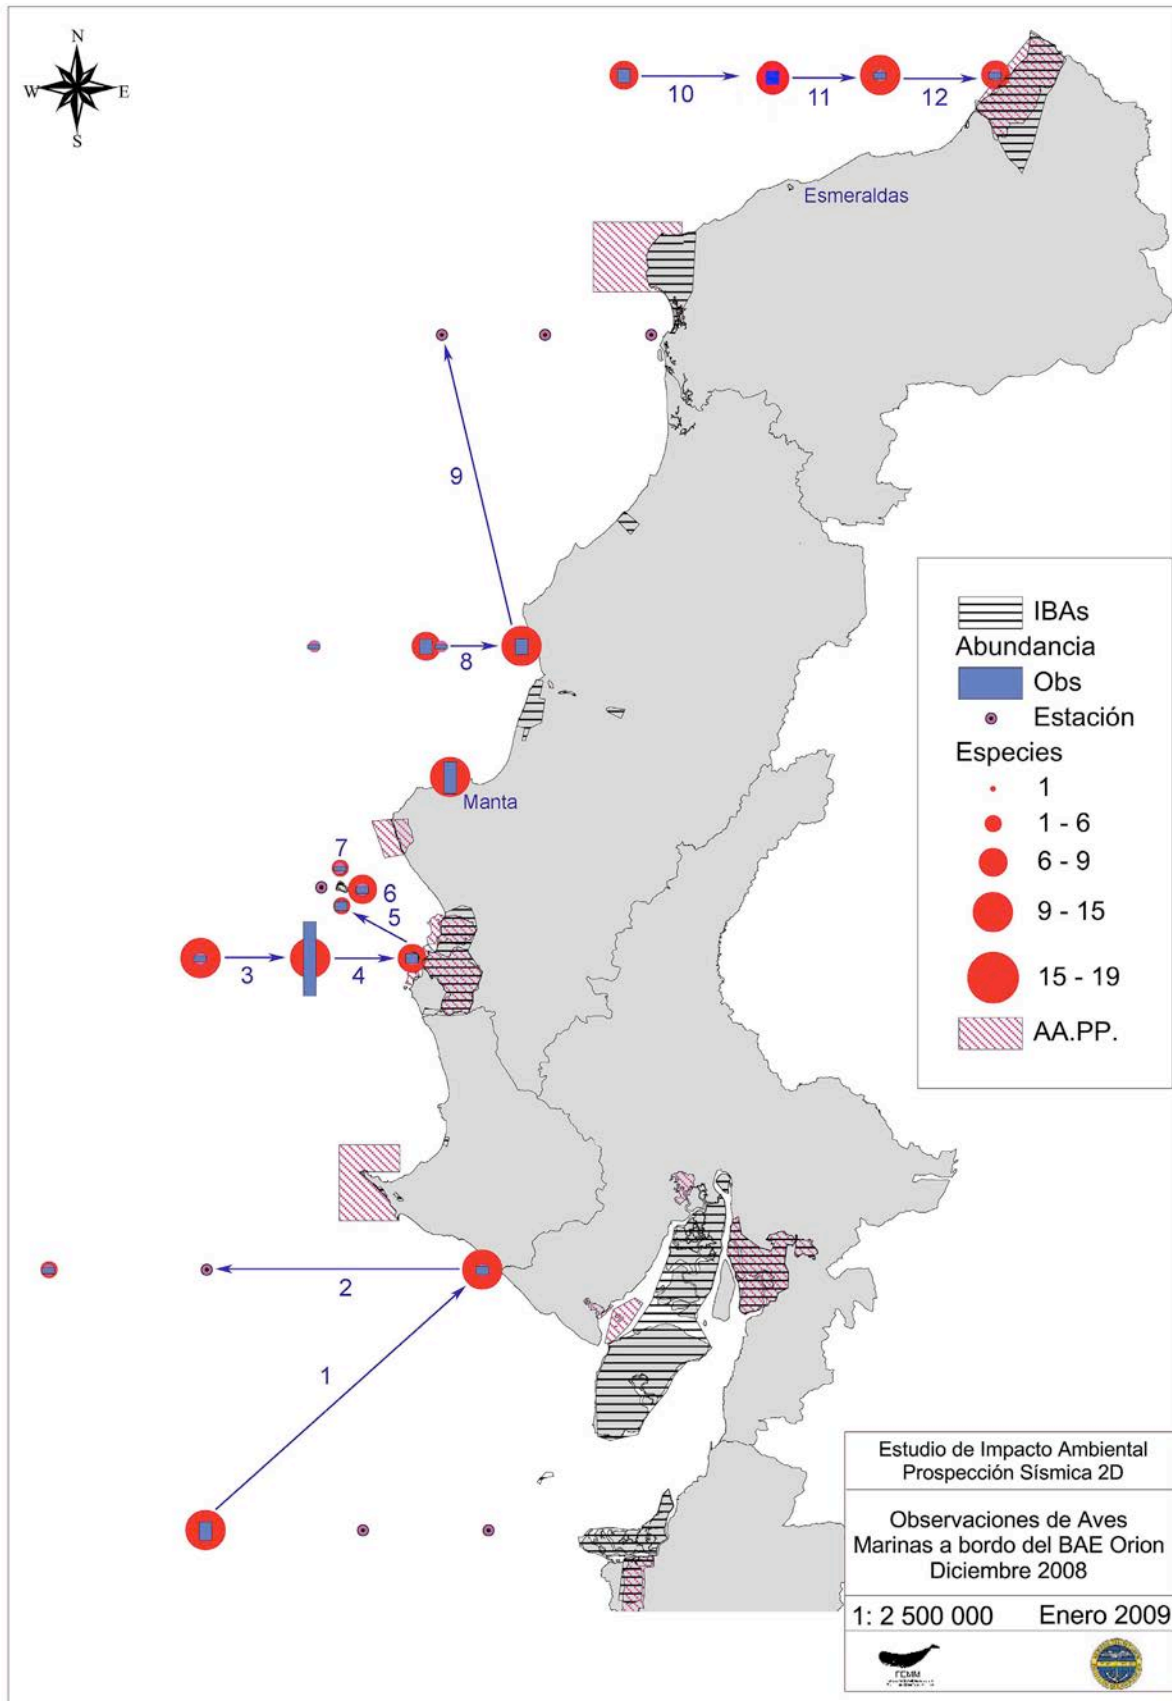 N
W E
S
10
11
12
Esmeraldas
9
8
Manta
7
6
5
3
4
2
1
IBAs
Abundancia
Obs
Estación
Especies
1
1 - 6
6 - 9
9 - 15
15 - 19
AA.PP.
Estudio de Impacto Ambiental
Prospección Sísmica 2D
Observaciones de Aves
Marinas a bordo del BAE Orion
Diciembre 2008
1: 2 500 000 Enero 2009
FEMM